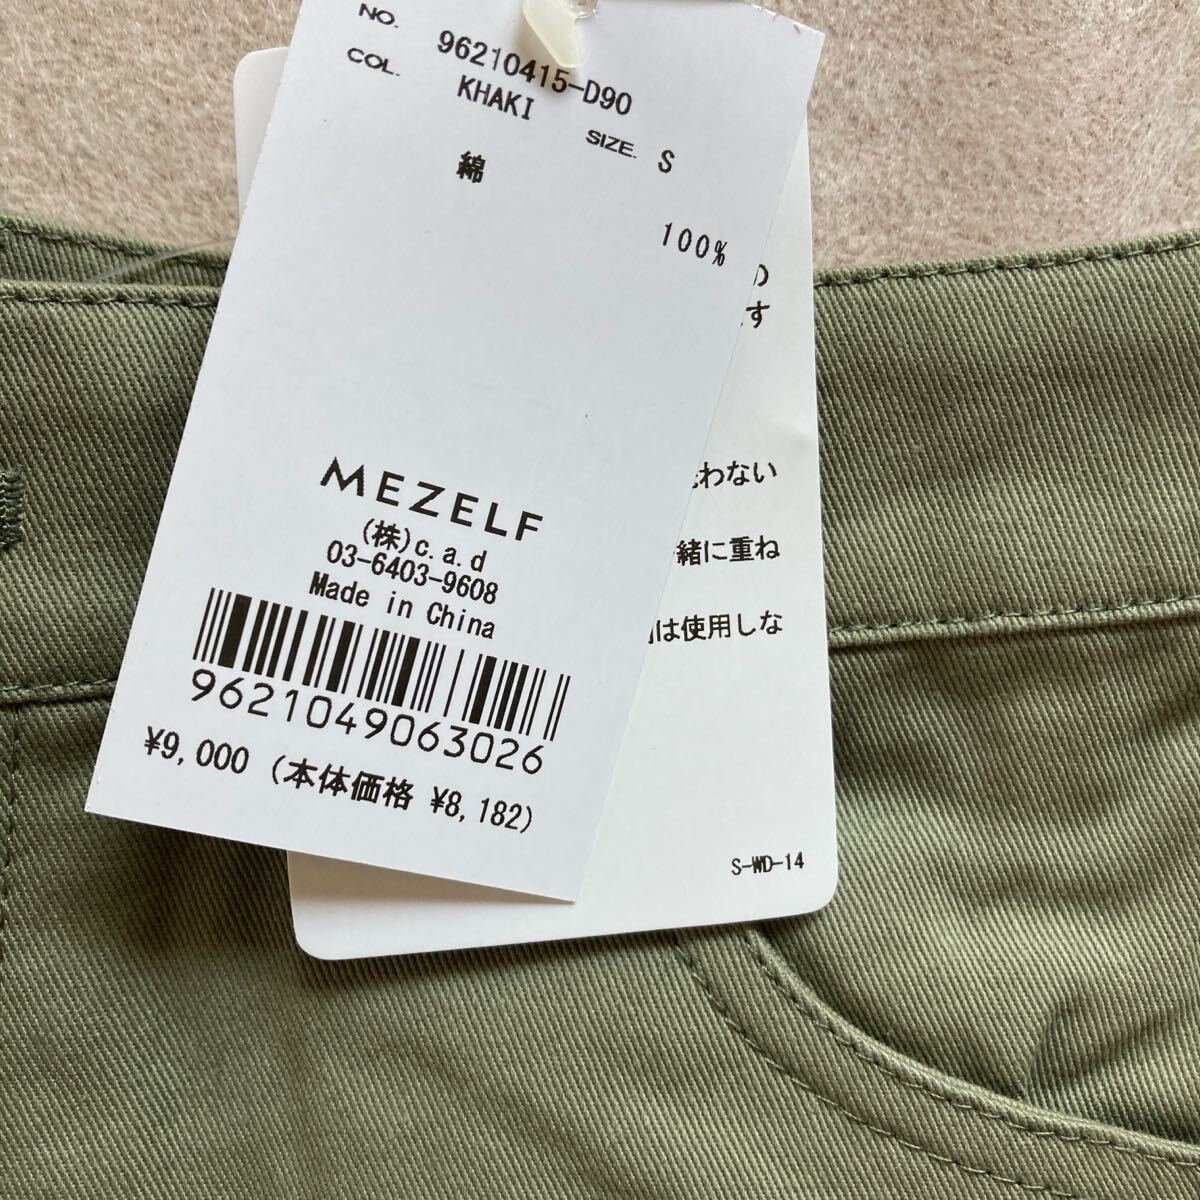 NO. 96210415-D90
COL. KHAKI SIZE. S
綿
100%
MEZELF
(株)c.a.d
03-6403-9608
Made in China
9621049063026
¥9,000 (本体価格 ¥8,182)
の
す
わない
緒に重ね
は使用しな
S-WD-14